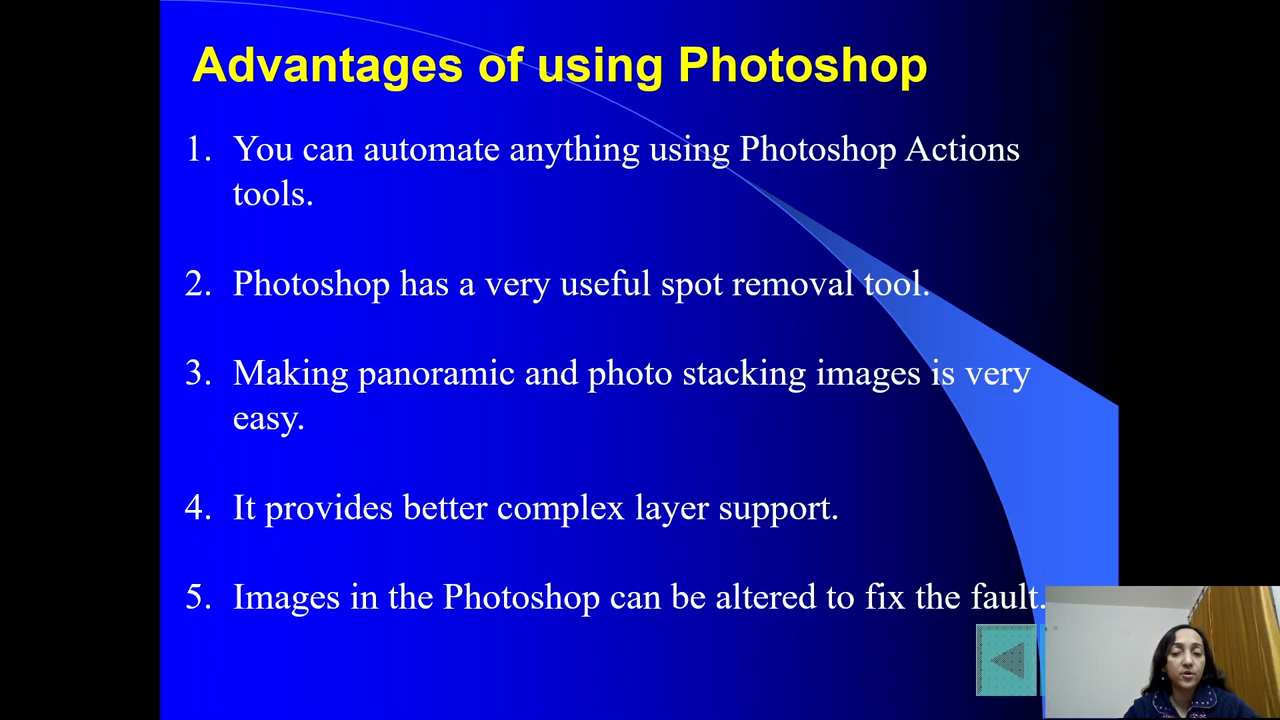 Advantages of using Photoshop
1. You can automate anything using Photoshop Actions
tools.
2. Photoshop has a very useful spot removal tool.
3. Making panoramic and photo stacking images is very
easy.
4. It provides better complex layer support.
5. Images in the Photoshop can be altered to fix the fault.